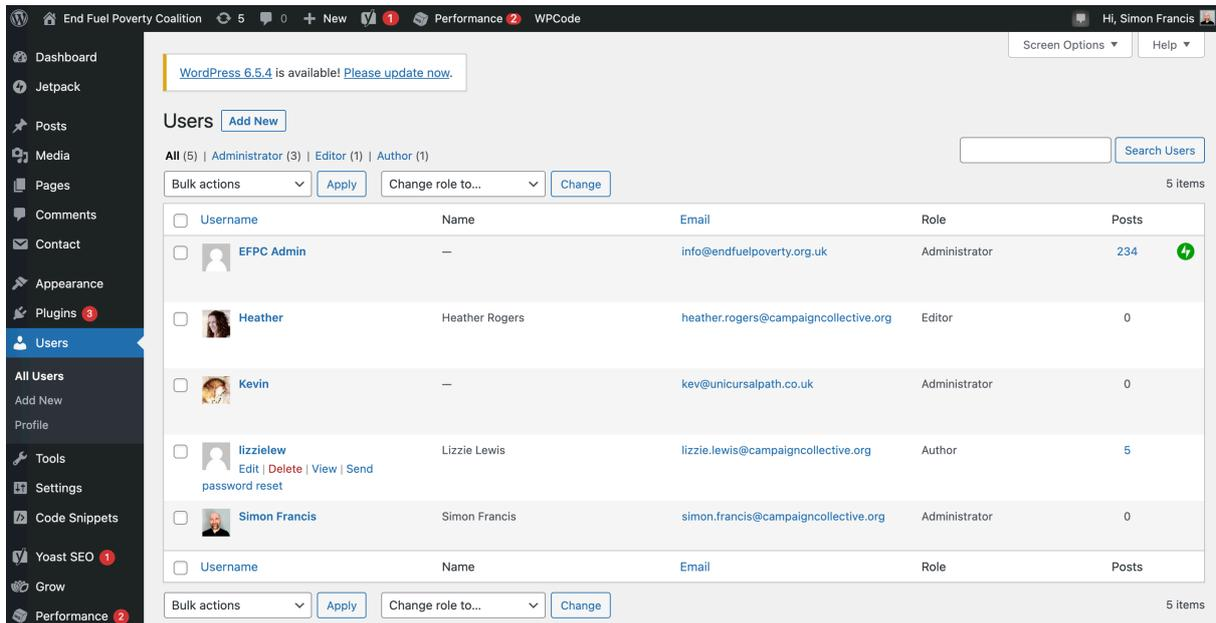 End Fuel Poverty Coalition 5 0 New 1 Performance 2 WPCode Hi, Simon Francis
Screen Options Help
Dashboard
Jetpack
Posts
Media
Pages
Comments
Contact
Appearance
Plugins 3
Users
All Users
Add New
Profile
Tools
Settings
Code Snippets
Yoast SEO 1
Grow
Performance 2
WordPress 6.5.4 is available! Please update now.
Users Add New
All (5) | Administrator (3) | Editor (1) | Author (1)
Search Users
Bulk actions Apply Change role to... Change 5 items
Username Name Email Role Posts
EFPC Admin — info@endfuelpoverty.org.uk Administrator 234
Heather Heather Rogers heather.rogers@campaigncollective.org Editor 0
Kevin — kev@unicursalpath.co.uk Administrator 0
lizzielew Lizzie Lewis lizzie.lewis@campaigncollective.org Author 5
Edit | Delete | View | Send
password reset
Simon Francis Simon Francis simon.francis@campaigncollective.org Administrator 0
Username Name Email Role Posts
Bulk actions Apply Change role to... Change 5 items